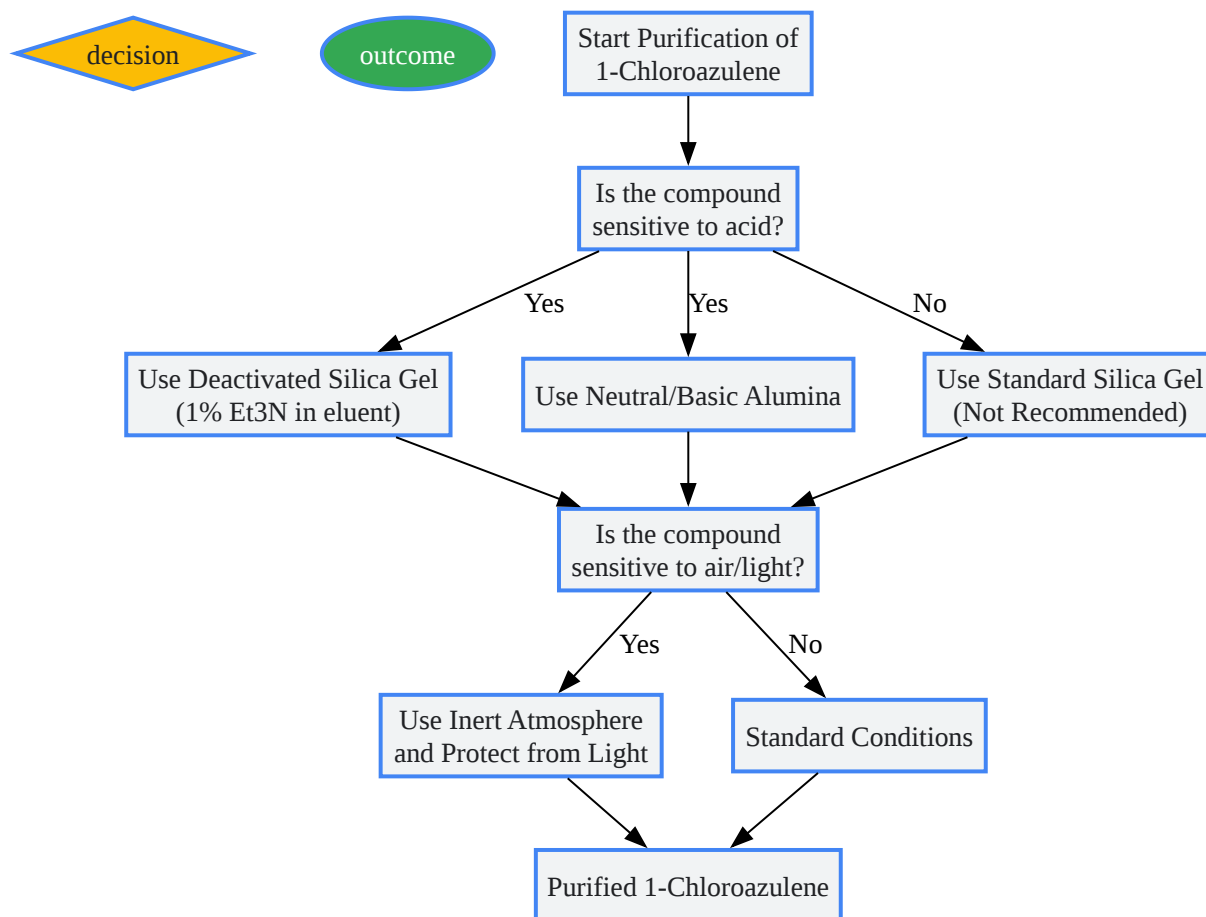 decision
outcome
Start Purification of
1-Chloroazulene
Is the compound
sensitive to acid?
Yes
Yes
No
Use Deactivated Silica Gel
(1% Et3N in eluent)
Use Neutral/Basic Alumina
Use Standard Silica Gel
(Not Recommended)
Is the compound
sensitive to air/light?
Yes
No
Use Inert Atmosphere
and Protect from Light
Standard Conditions
Purified 1-Chloroazulene